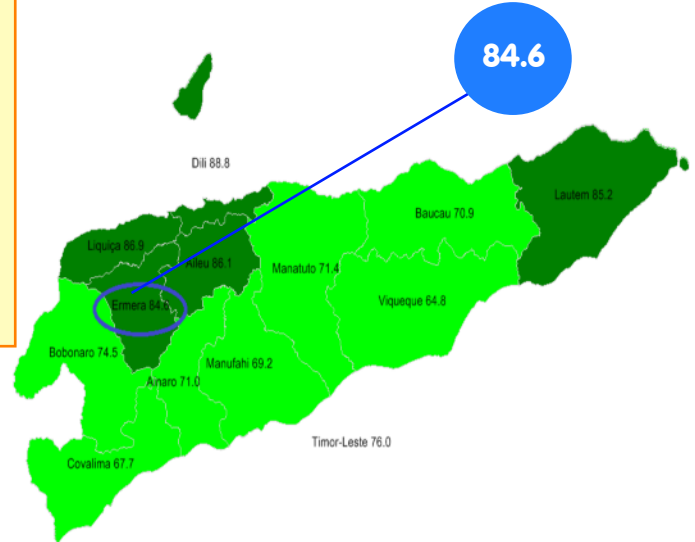 84.6
Dili 88.8
Lautem 85.2
Baucau 70.9
Liquiça 86.9
Aileu 86.1
Manatuto 71.4
Ermera 84.6
Viqueque 64.8
Bobonaro 74.5
Manufahi 69.2
Ainaro 71.0
Timor-Leste 76.0
Covalima 67.7